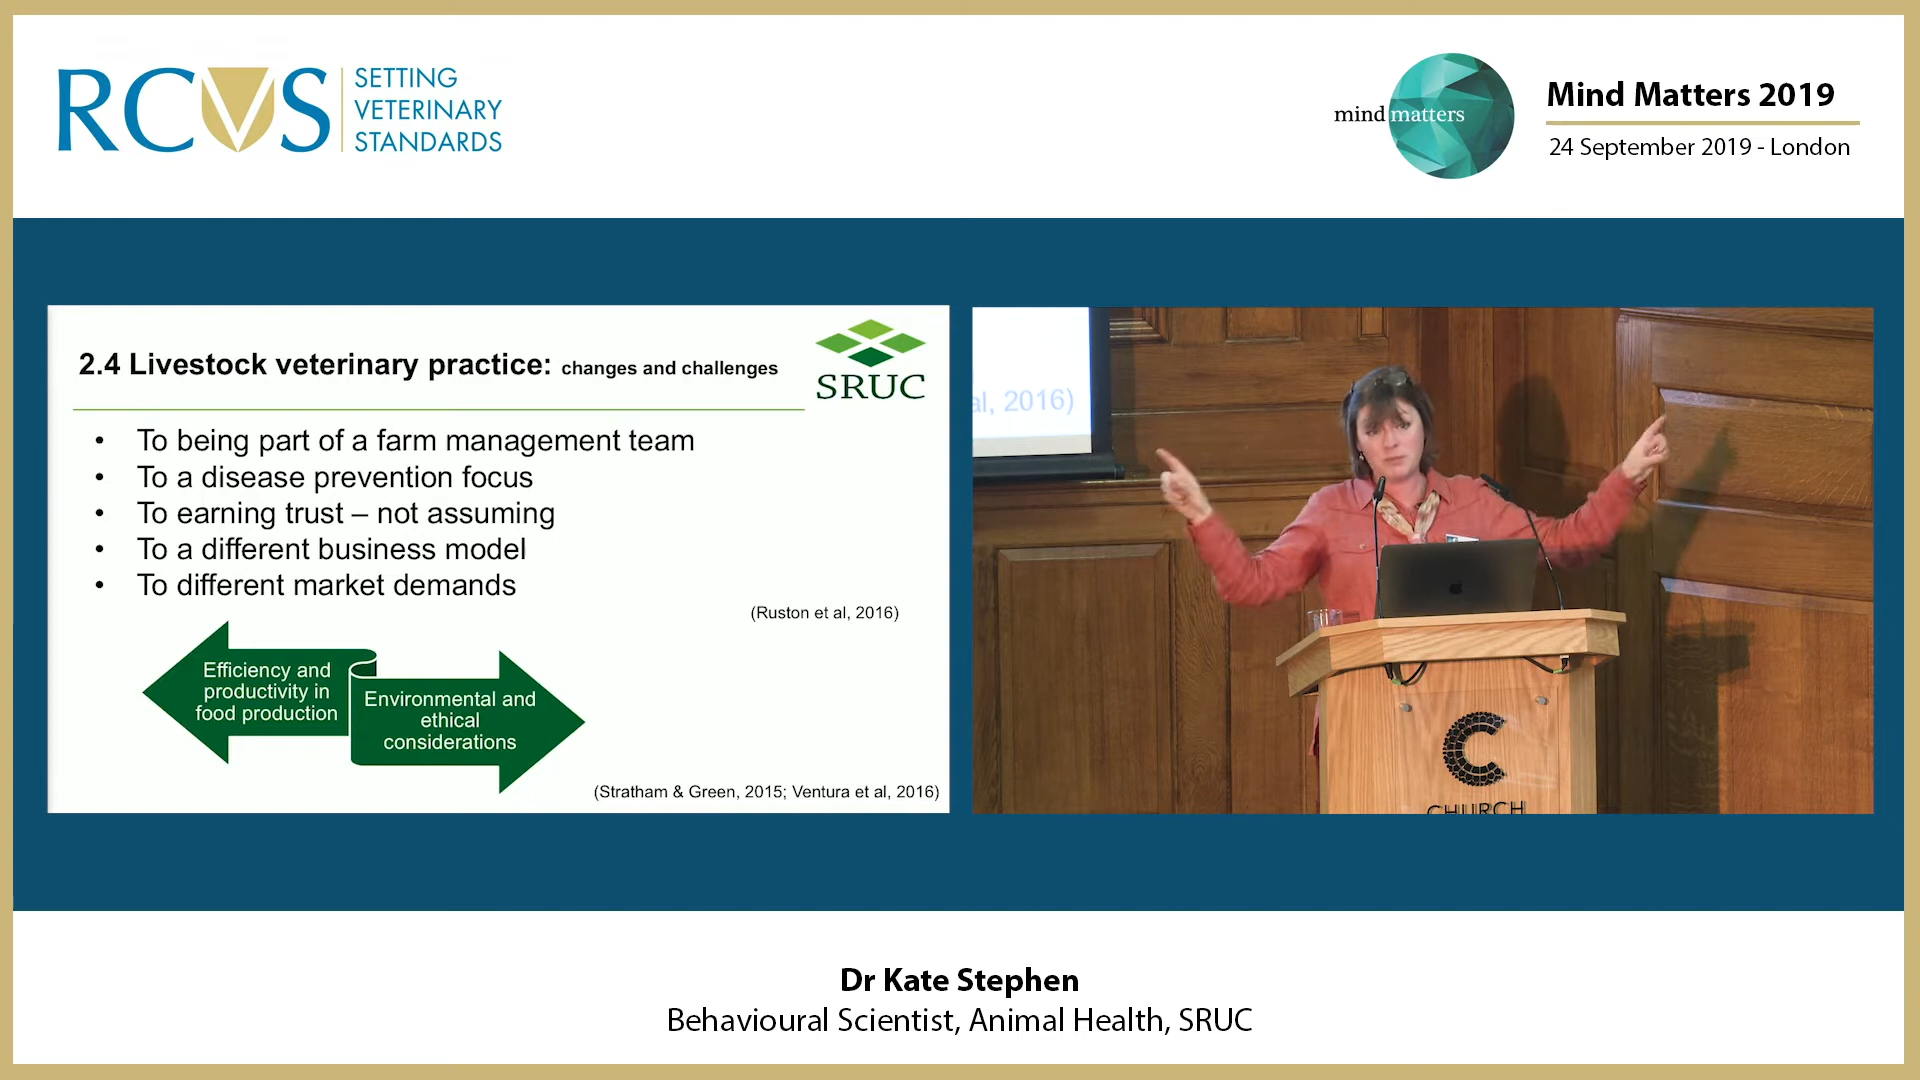 RCVS
SETTING
VETERINARY
STANDARDS
mind matters
Mind Matters 2019
24 September 2019 - London
2.4 Livestock veterinary practice: changes and challenges
SRUC
• To being part of a farm management team
• To a disease prevention focus
• To earning trust – not assuming
• To a different business model
• To different market demands
(Ruston et al, 2016)
Efficiency and
productivity in
food production
Environmental and
ethical
considerations
(Stratham & Green, 2015; Ventura et al, 2016)
al, 2016)
C
CHURCH
Dr Kate Stephen
Behavioural Scientist, Animal Health, SRUC